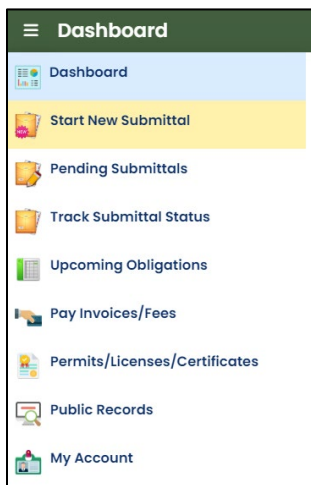 Dashboard
Dashboard
Start New Submittal
NEW
Pending Submittals
Track Submittal Status
Upcoming Obligations
Pay Invoices/Fees
Permits/Licenses/Certificates
Public Records
My Account